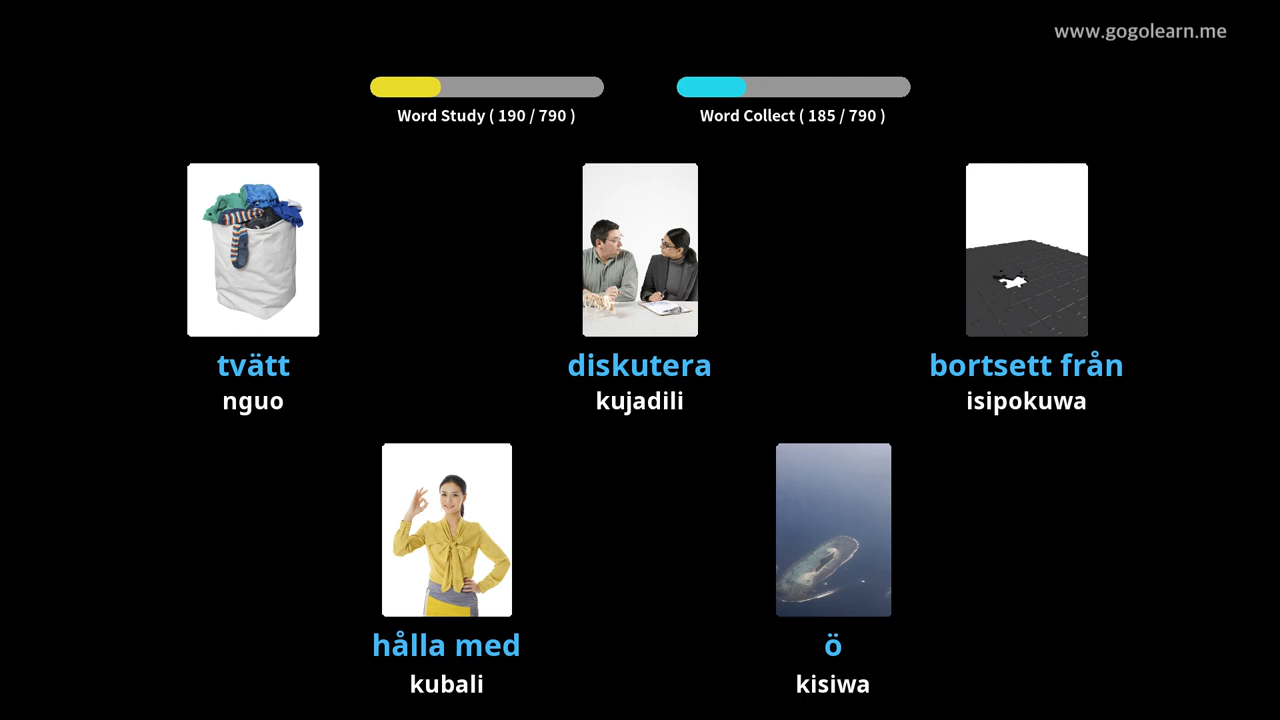 www.gogolearn.me
Word Study ( 190 / 790 )
Word Collect ( 185 / 790 )
tvätt
nguo
diskutera
kujadili
bortsett från
isipokuwa
hålla med
kubali
ö
kisiwa